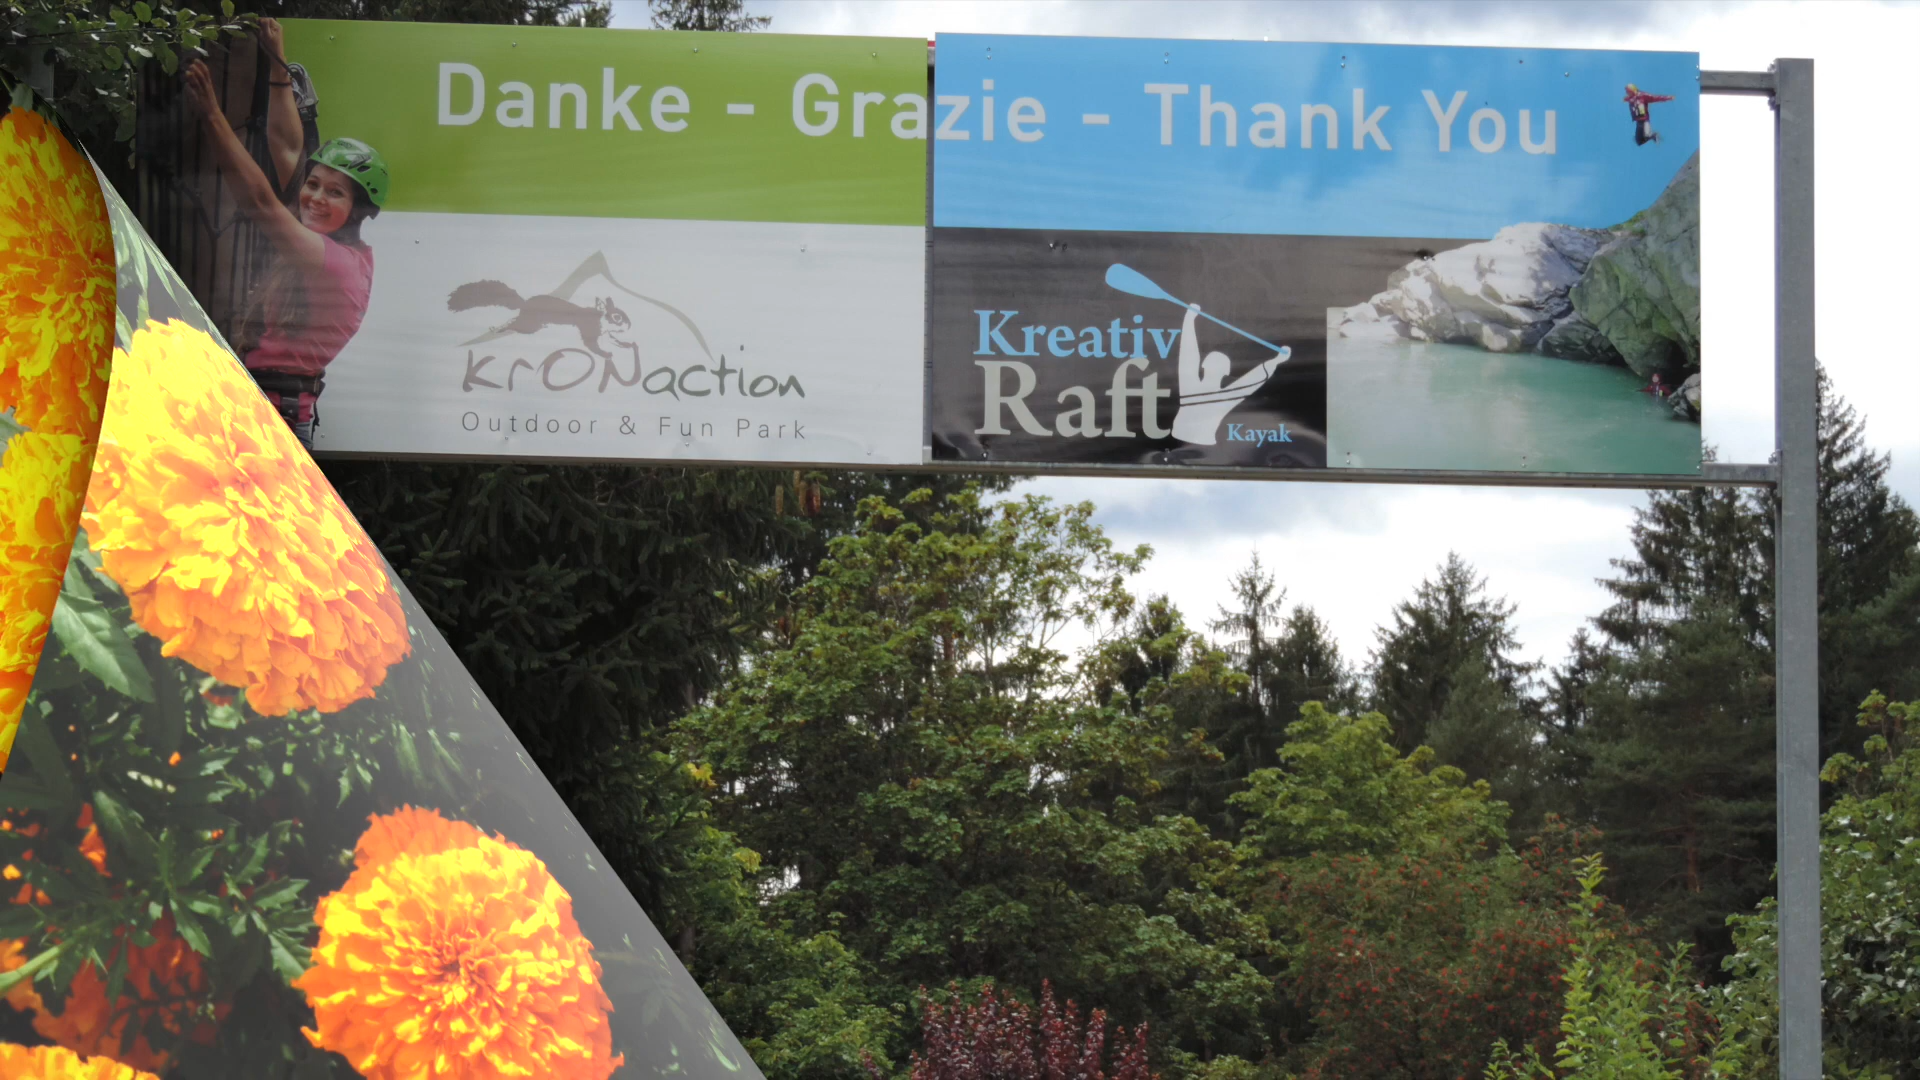 Danke - Grazie - Thank You
krONaction
Outdoor & Fun Park
Kreativ
Raft
Kayak